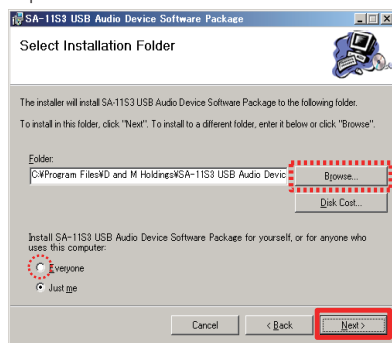 SA-11S3 USB Audio Device Software Package
Select Installation Folder
The installer will install SA-11S3 USB Audio Device Software Package to the following folder.
To install in this folder, click "Next". To install to a different folder, enter it below or click "Browse".
Folder:
C:¥Program Files¥D and M Holdings¥SA-11S3 USB Audio Devic
Browse...
Disk Cost...
Install SA-11S3 USB Audio Device Software Package for yourself, or for anyone who
uses this computer:
Everyone
Just me
Cancel
< Back
Next >